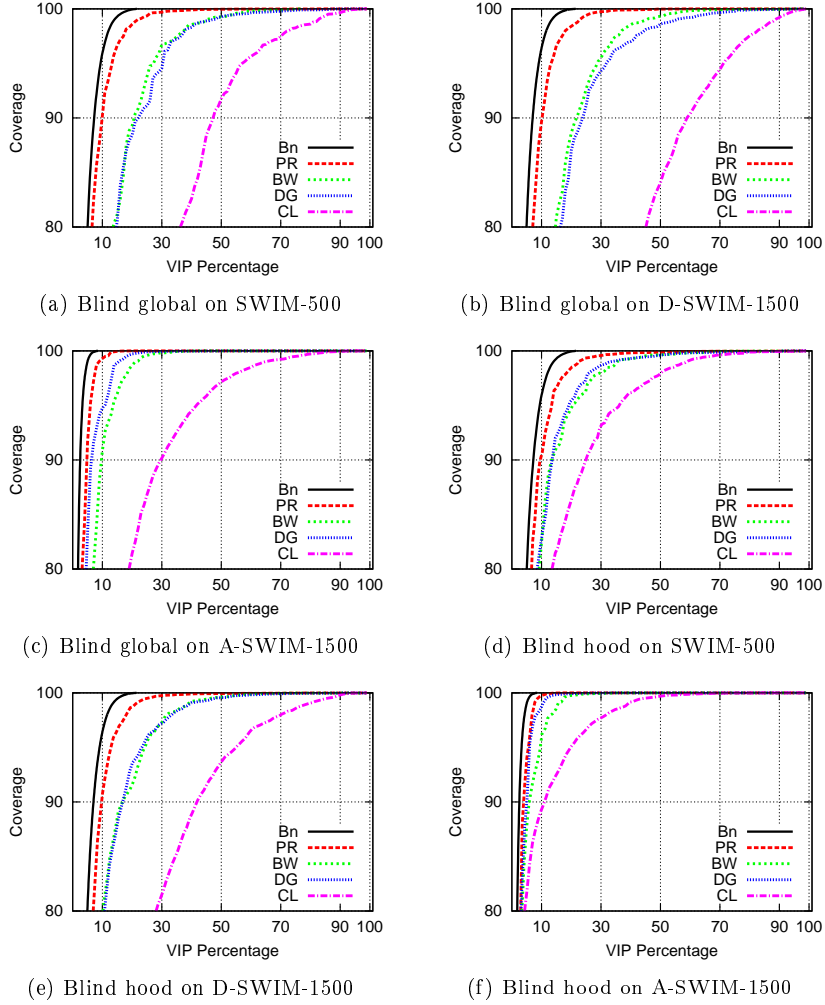 100
90
80
Coverage
10 30 50 70 90 100
VIP Percentage
Bn
PR
BW
DG
CL
(a) Blind global on SWIM-500
100
90
80
Coverage
10 30 50 70 90 100
VIP Percentage
Bn
PR
BW
DG
CL
(b) Blind global on D-SWIM-1500
100
90
80
Coverage
10 30 50 70 90 100
VIP Percentage
Bn
PR
BW
DG
CL
(c) Blind global on A-SWIM-1500
100
90
80
Coverage
10 30 50 70 90 100
VIP Percentage
Bn
PR
BW
DG
CL
(d) Blind hood on SWIM-500
100
90
80
Coverage
10 30 50 70 90 100
VIP Percentage
Bn
PR
BW
DG
CL
(e) Blind hood on D-SWIM-1500
100
90
80
Coverage
10 30 50 70 90 100
VIP Percentage
Bn
PR
BW
DG
CL
(f) Blind hood on A-SWIM-1500